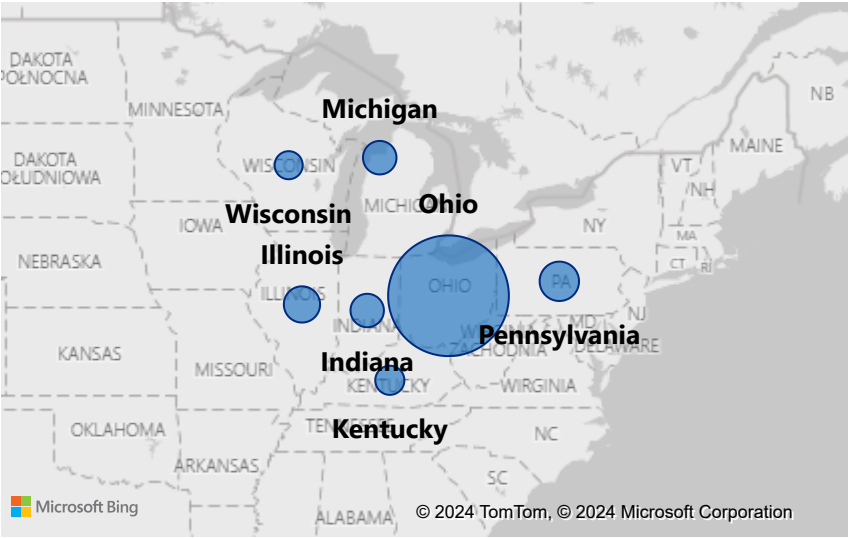 DAKOTA
PÓŁNOCNA
MINNESOTA
NB
Michigan
MAINE
DAKOTA
POŁUDNIOWA
WISCONSIN
VT
NH
MICHIGAN
Ohio
Wisconsin
IOWA
NY
MA
Illinois
NEBRASKA
CT
RI
ILLINOIS
OHIO
PA
NJ
INDIANA
MD
Pennsylvania
DELAWARE
ZACHODNIA
KANSAS
MISSOURI
Indiana
KENTUCKY
WIRGINIA
TENNESSEE
Kentucky
OKLAHOMA
NC
ARKANSAS
SC
ALABAMA
Microsoft Bing
© 2024 TomTom, © 2024 Microsoft Corporation